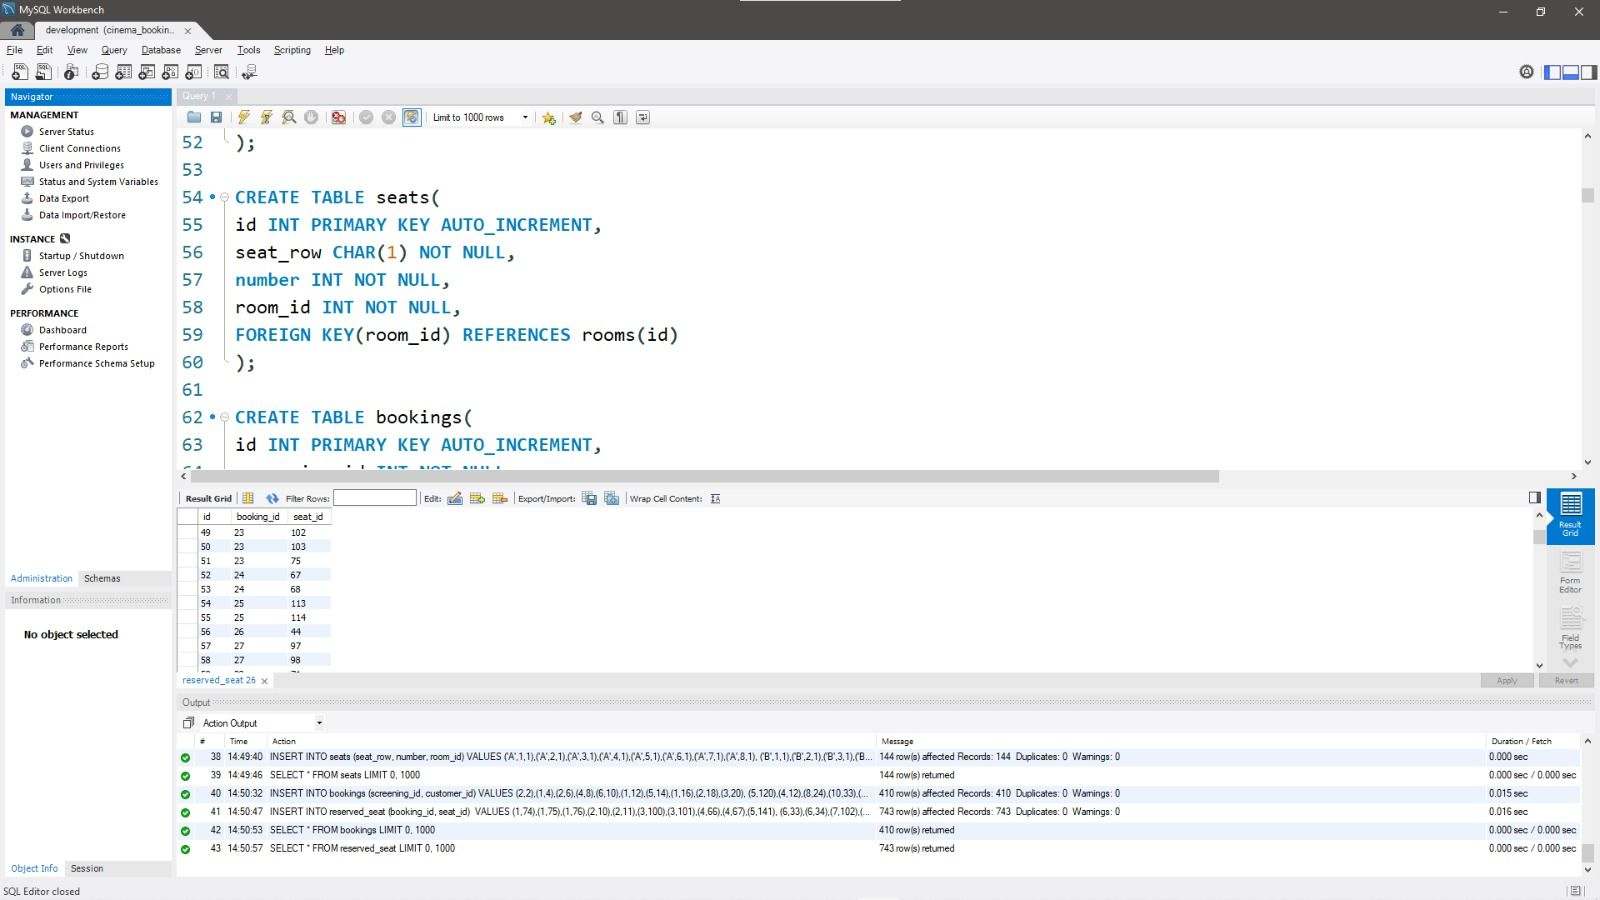 MySQL Workbench
development (cinema_bookin..
File Edit View Query Database Server Tools Scripting Help
Navigator
MANAGEMENT
Server Status
Client Connections
Users and Privileges
Status and System Variables
Data Export
Data Import/Restore
INSTANCE
Startup / Shutdown
Server Logs
Options File
PERFORMANCE
Dashboard
Performance Reports
Performance Schema Setup
Administration Schemas
Information
No object selected
Object Info Session
SQL Editor closed
Query 1
Limit to 1000 rows
52 );
53
54 CREATE TABLE seats(
55 id INT PRIMARY KEY AUTO_INCREMENT,
56 seat_row CHAR(1) NOT NULL,
57 number INT NOT NULL,
58 room_id INT NOT NULL,
59 FOREIGN KEY(room_id) REFERENCES rooms(id)
60 );
61
62 CREATE TABLE bookings(
63 id INT PRIMARY KEY AUTO_INCREMENT,
Result Grid Filter Rows: Edit: Export/Import: Wrap Cell Content:
id booking_id seat_id
49 23 102
50 23 103
51 23 75
52 24 67
53 24 68
54 25 113
55 25 114
56 26 44
57 27 97
58 27 98
Result Grid
Form Editor
Field Types
reserved_seat 26
Apply Revert
Output
Action Output
# Time Action Message Duration / Fetch
38 14:49:40 INSERT INTO seats (seat_row, number, room_id) VALUES ('A',1,1),('A',2,1),('A',3,1),('A',4,1),('A',5,1),('A',6,1),('A',7,1),('A',8,1), ('B',1,1),('B',2,1),('B',3,1),('B... 144 row(s) affected Records: 144 Duplicates: 0 Warnings: 0 0.000 sec
39 14:49:46 SELECT * FROM seats LIMIT 0, 1000 144 row(s) returned 0.000 sec / 0.000 sec
40 14:50:32 INSERT INTO bookings (screening_id, customer_id) VALUES (2,2),(1,4),(2,6),(4,8),(6,10),(1,12),(5,14),(1,16),(2,18),(3,20), (5,120),(4,12),(8,24),(10,33),(... 410 row(s) affected Records: 410 Duplicates: 0 Warnings: 0 0.015 sec
41 14:50:47 INSERT INTO reserved_seat (booking_id, seat_id) VALUES (1,74),(1,75),(1,76),(2,10),(2,11),(3,100),(3,101),(4,66),(4,67),(5,141), (6,33),(6,34),(7,102),(... 743 row(s) affected Records: 743 Duplicates: 0 Warnings: 0 0.016 sec
42 14:50:53 SELECT * FROM bookings LIMIT 0, 1000 410 row(s) returned 0.000 sec / 0.000 sec
43 14:50:57 SELECT * FROM reserved_seat LIMIT 0, 1000 743 row(s) returned 0.000 sec / 0.000 sec